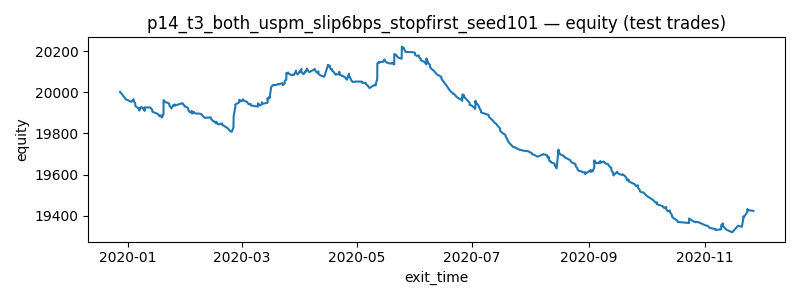 p14_t3_both_uspm_slip6bps_stopfirst_seed101 — equity (test trades)
20200
20000
19800
19600
19400
equity
2020-01 2020-03 2020-05 2020-07 2020-09 2020-11
exit_time